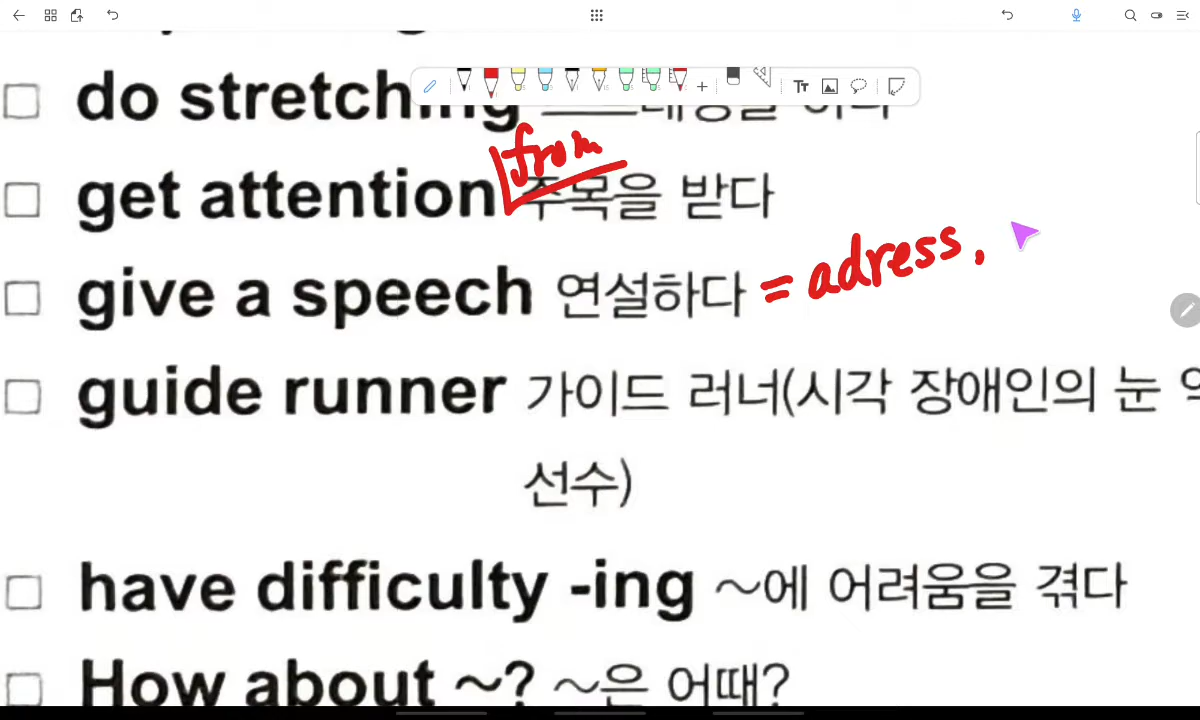 do stretching
from
get attention 주목을 받다
give a speech 연설하다 = adress,
guide runner 가이드 러너(시각 장애인의 눈
선수)
have difficulty -ing ～에 어려움을 겪다
How about ～? ～은 어때?